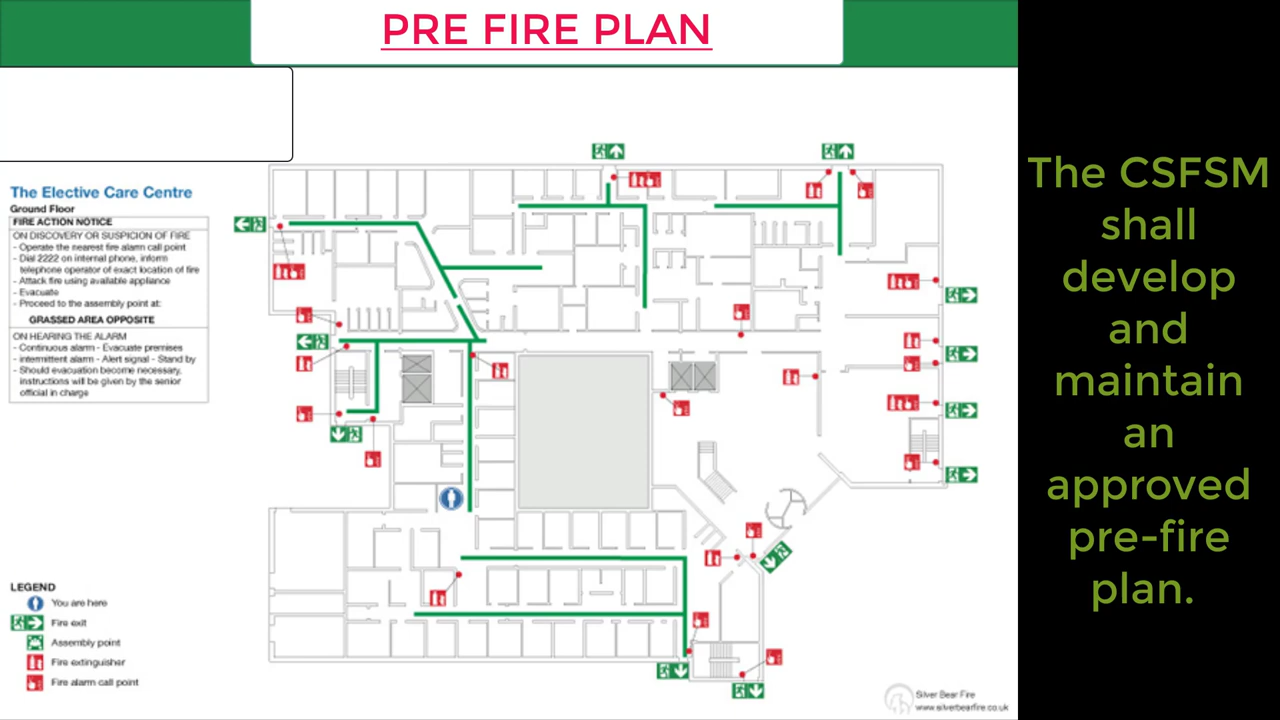 PRE FIRE PLAN
The Elective Care Centre
Ground Floor
FIRE ACTION NOTICE
ON DISCOVERY OR SUSPICION OF FIRE
- Operate the nearest fire alarm call point
- Dial 2222 on internal phone, inform
telephone operator of exact location of fire
- Attack fire using available appliance
- Evacuate
- Proceed to the assembly point at:
GRASSED AREA OPPOSITE
ON HEARING THE ALARM
- Continuous alarm - Evacuate premises
- intermittent alarm - Alert signal - Stand by
- Should evacuation become necessary,
instructions will be given by the senior
official in charge
LEGEND
You are here
Fire exit
Assembly point
Fire extinguisher
Fire alarm call point
Silver Bear Fire
www.silverbearfire.co.uk
The CSFSM
shall
develop
and
maintain
an
approved
pre-fire
plan.